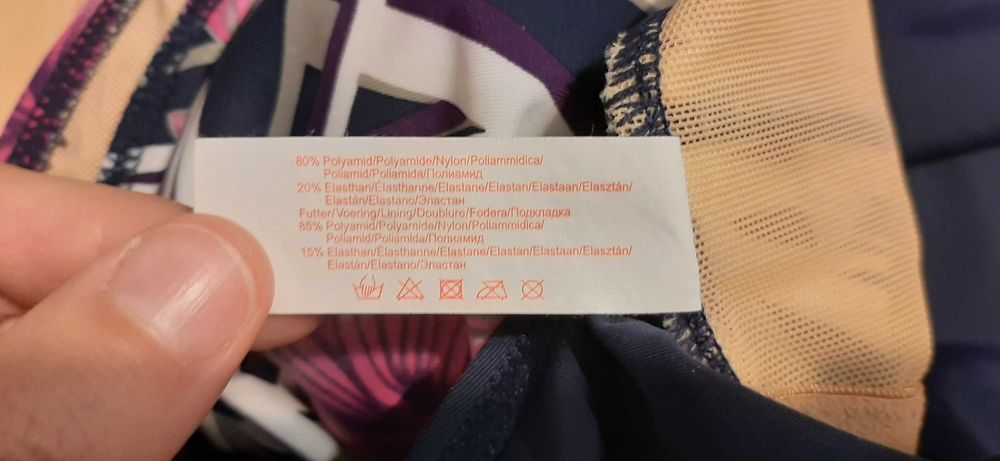 80% Polyamid/Polyamide/Nylon/Poliammidica/
Poliamid/Poliamida/Полиамид
20% Elasthan/Élasthanne/Elastane/Elastan/Elastaan/Elasztán/
Elastán/Elastano/Эластан
Futter/Voering/Lining/Doublure/Fodera/Подкладка
85% Polyamid/Polyamide/Nylon/Poliammidica/
Poliamid/Poliamida/Полиамид
15% Elasthan/Élasthanne/Elastane/Elastan/Elastaan/Elasztán/
Elastán/Elastano/Эластан